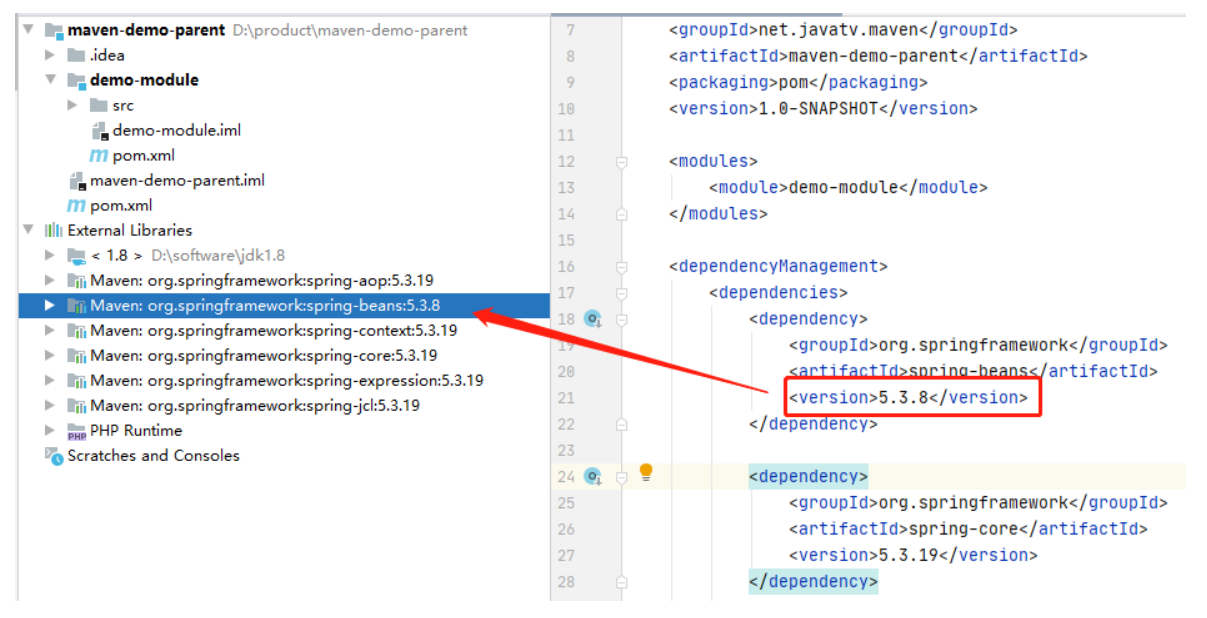 maven-demo-parent D:\product\maven-demo-parent
.idea
demo-module
src
demo-module.iml
pom.xml
maven-demo-parent.iml
pom.xml
External Libraries
< 1.8 > D:\software\jdk1.8
Maven: org.springframework:spring-aop:5.3.19
Maven: org.springframework:spring-beans:5.3.8
Maven: org.springframework:spring-context:5.3.19
Maven: org.springframework:spring-core:5.3.19
Maven: org.springframework:spring-expression:5.3.19
Maven: org.springframework:spring-jcl:5.3.19
PHP PHP Runtime
Scratches and Consoles
7 <groupId>net.javatv.maven</groupId>
8 <artifactId>maven-demo-parent</artifactId>
9 <packaging>pom</packaging>
10 <version>1.0-SNAPSHOT</version>
11
12 <modules>
13 <module>demo-module</module>
14 </modules>
15
16 <dependencyManagement>
17 <dependencies>
18 <dependency>
19 <groupId>org.springframework</groupId>
20 <artifactId>spring-beans</artifactId>
21 <version>5.3.8</version>
22 </dependency>
23
24 <dependency>
25 <groupId>org.springframework</groupId>
26 <artifactId>spring-core</artifactId>
27 <version>5.3.19</version>
28 </dependency>